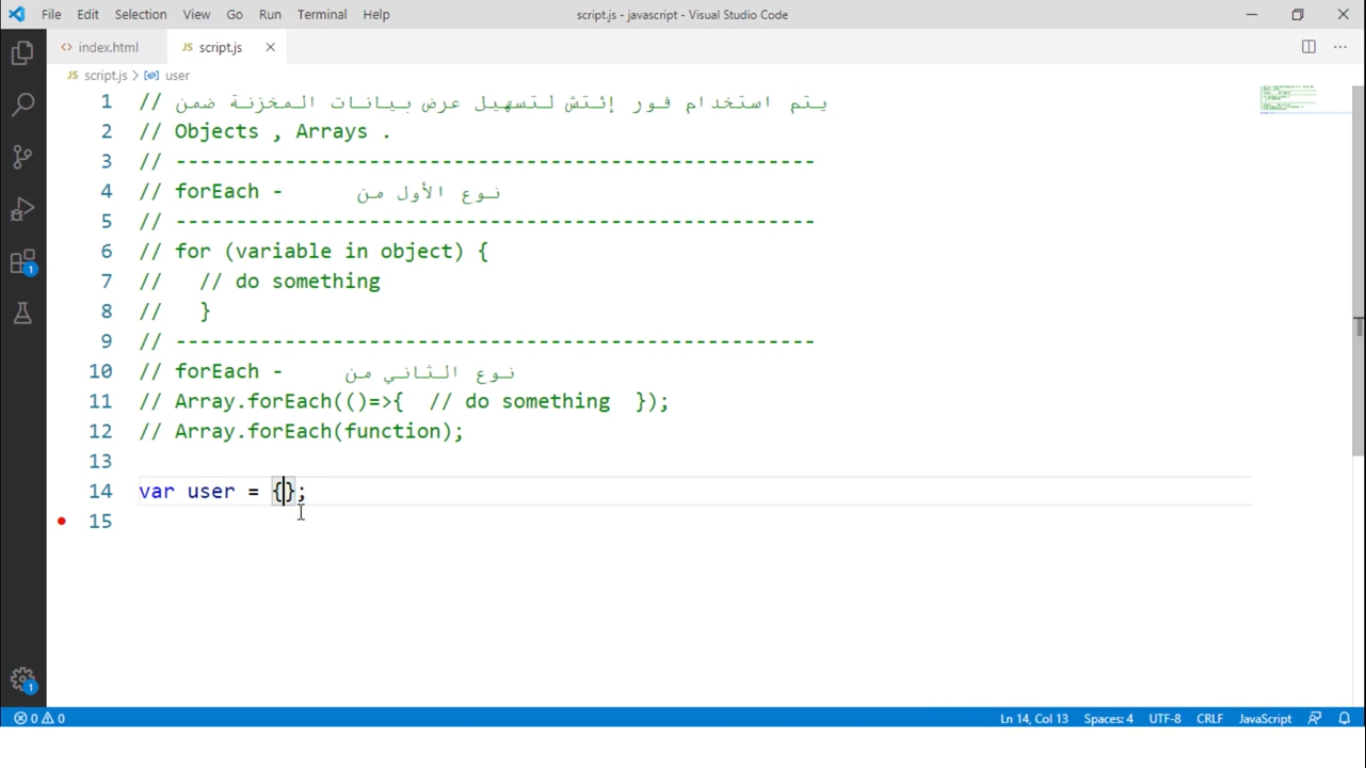 File Edit Selection View Go Run Terminal Help script.js - javascript - Visual Studio Code
index.html JS script.js
JS script.js > user
1 // يتم استخدام فور إئتش لتسهيل عرض بيانات المخزنة ضمن
2 // Objects , Arrays .
3 // -----------------------------------------------------
4 // forEach - نوع الأول من
5 // -----------------------------------------------------
6 // for (variable in object) {
7 // // do something
8 // }
9 // -----------------------------------------------------
10 // forEach - نوع الثاني من
11 // Array.forEach(()=>{ // do something });
12 // Array.forEach(function);
13
14 var user = {};
15
1
1
0 0 Ln 14, Col 13 Spaces: 4 UTF-8 CRLF JavaScript